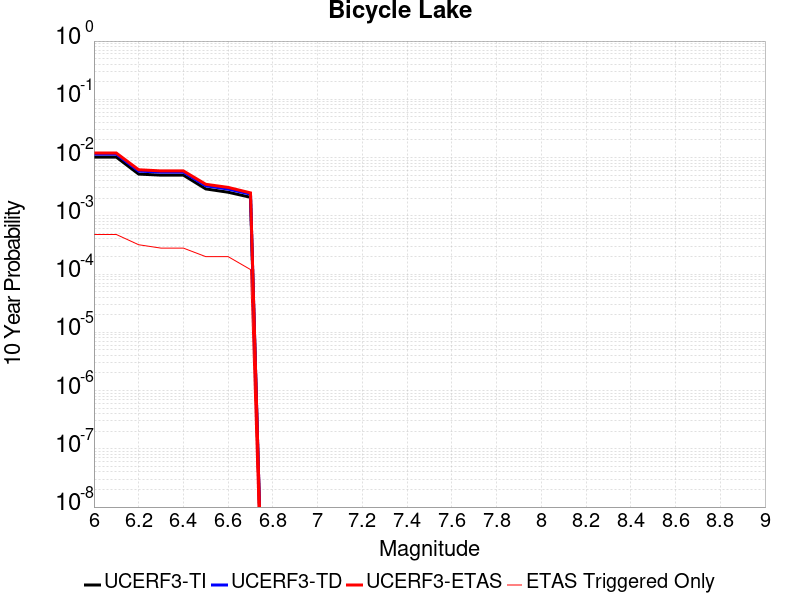 Bicycle Lake
10 Year Probability
10^0
10^-1
10^-2
10^-3
10^-4
10^-5
10^-6
10^-7
10^-8
6 6.2 6.4 6.6 6.8 7 7.2 7.4 7.6 7.8 8 8.2 8.4 8.6 8.8 9
Magnitude
UCERF3-TI UCERF3-TD UCERF3-ETAS ETAS Triggered Only